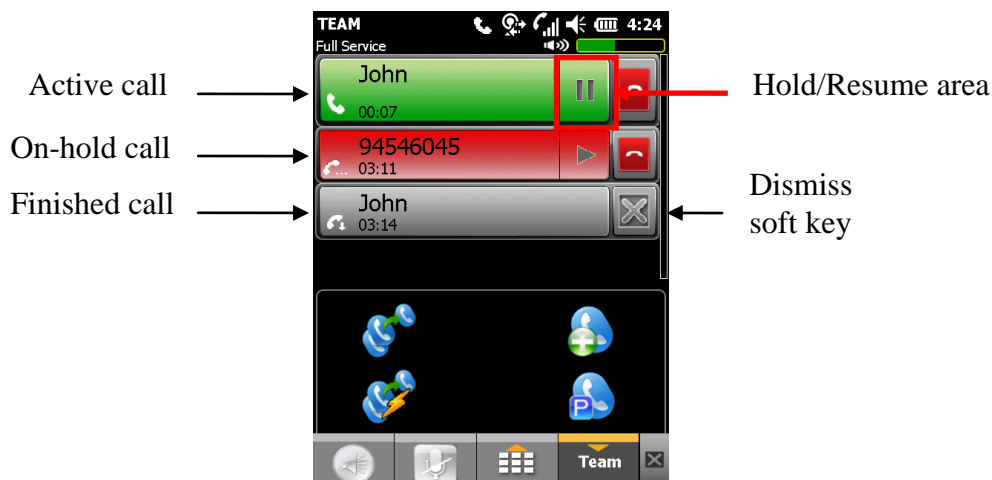 TEAM 4:24
Full Service
Active call
John
00:07
Hold/Resume area
On-hold call
94546045
03:11
Finished call
John
03:14
Dismiss
soft key
P
Team